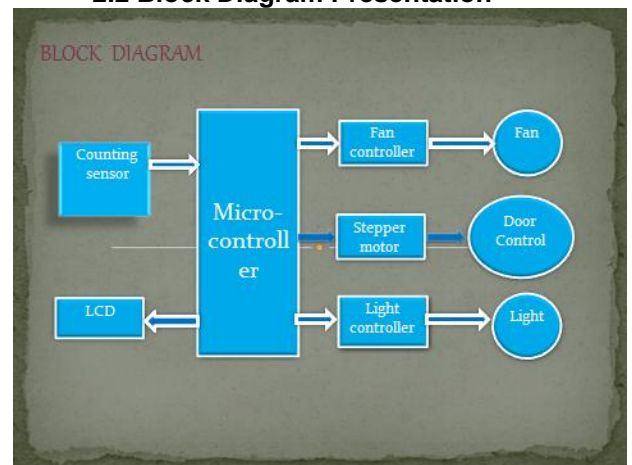 2.2 Block Diagram Presentation
BLOCK DIAGRAM
Counting
sensor
Micro-
controll
er
LCD
Fan
controller
Fan
Stepper
motor
Door
Control
Light
controller
Light